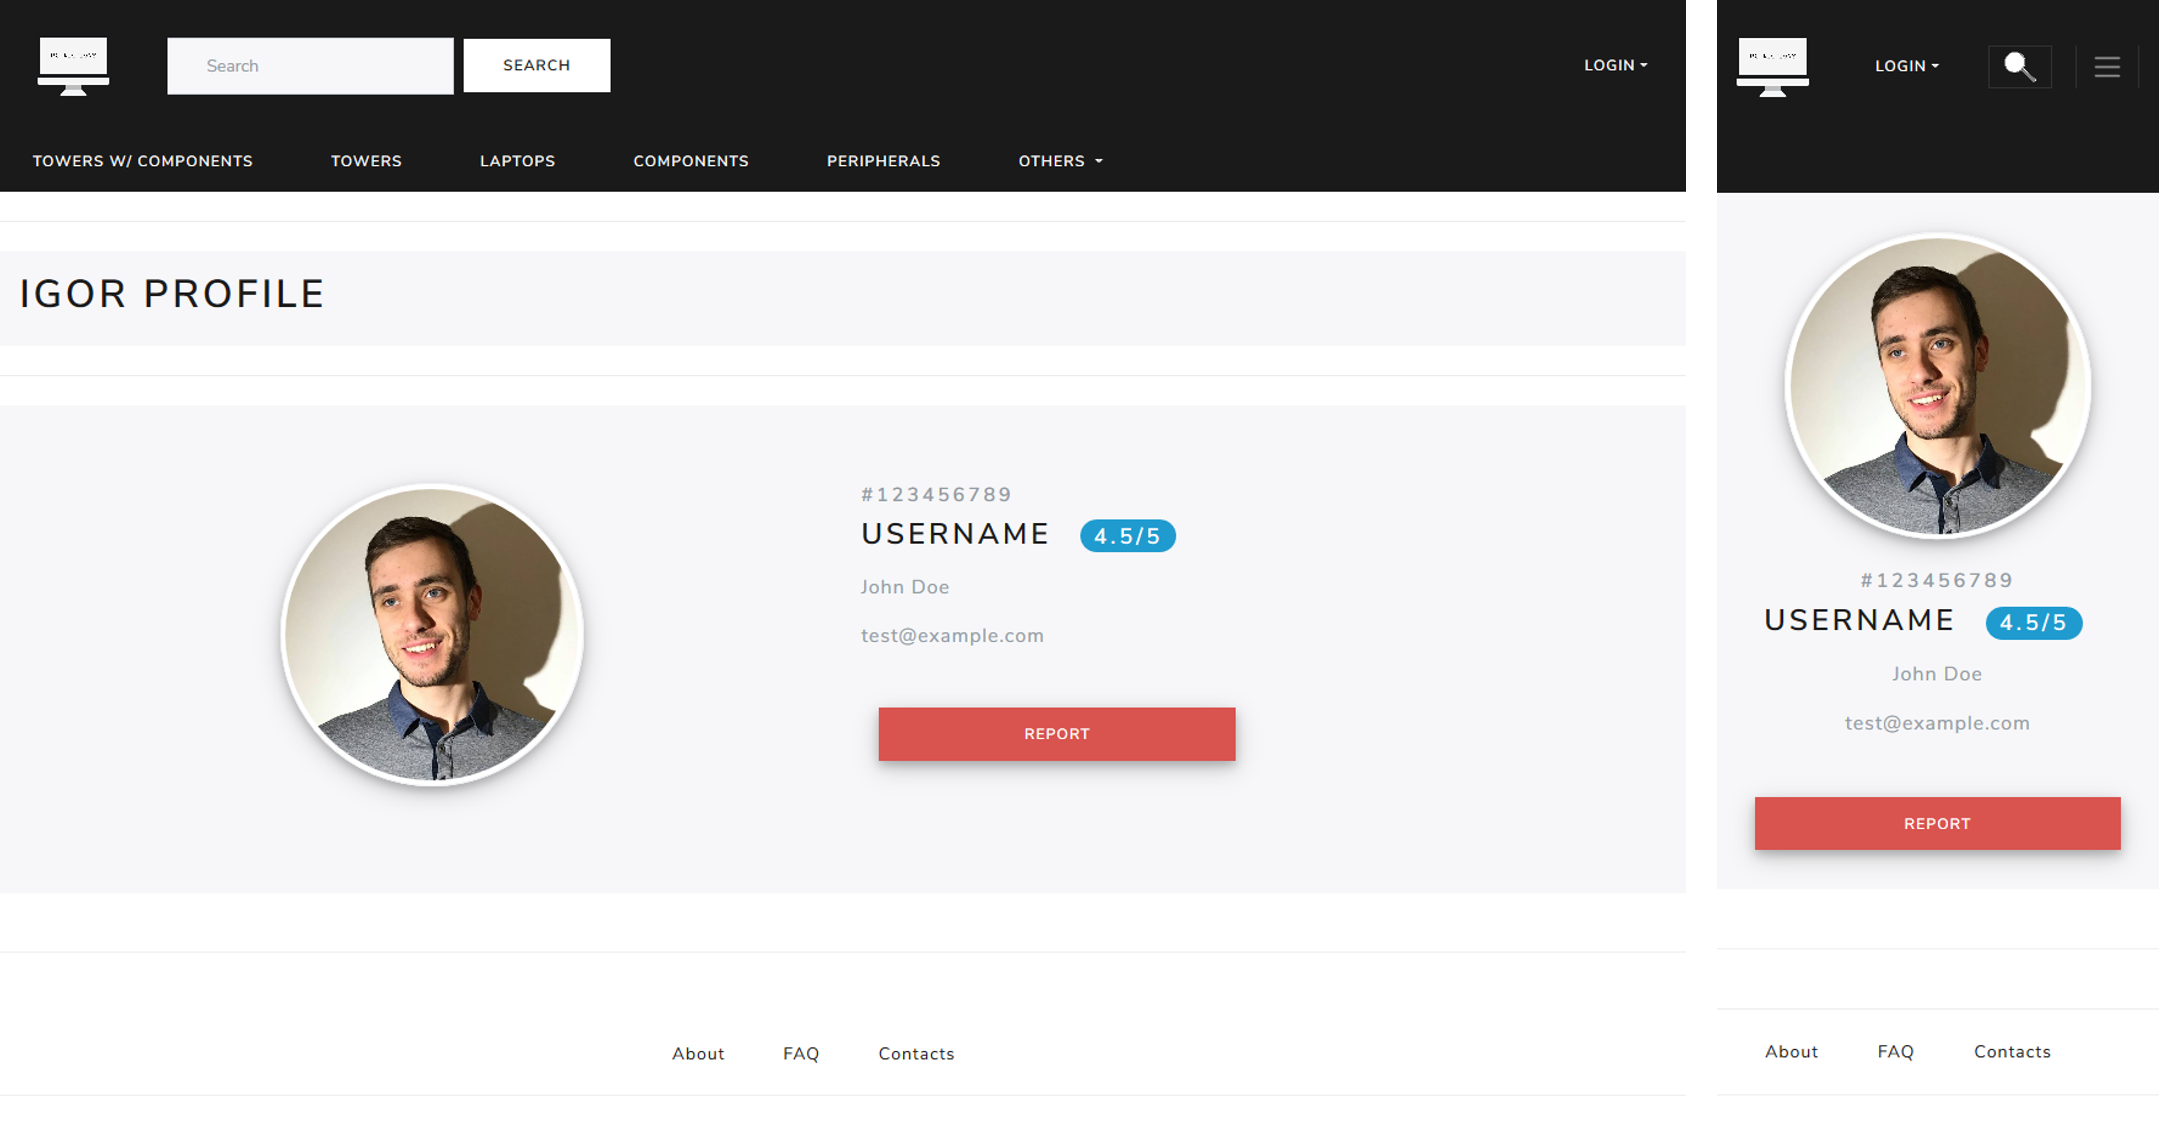 Search
SEARCH
LOGIN
TOWERS W/ COMPONENTS
TOWERS
LAPTOPS
COMPONENTS
PERIPHERALS
OTHERS
IGOR PROFILE
#123456789
USERNAME 4.5/5
John Doe
test@example.com
REPORT
About
FAQ
Contacts
LOGIN
#123456789
USERNAME 4.5/5
John Doe
test@example.com
REPORT
About
FAQ
Contacts